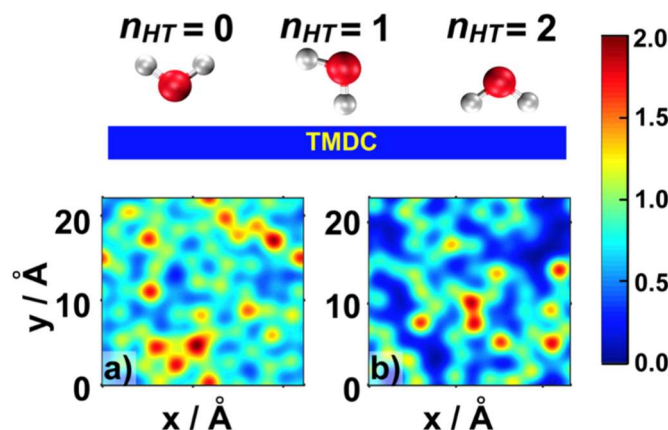 n_HT = 0 n_HT = 1 n_HT = 2
TMDC
2.0
1.5
1.0
0.5
0.0
20
10
0
y / Å
a)
x / Å
20
10
0
b)
x / Å